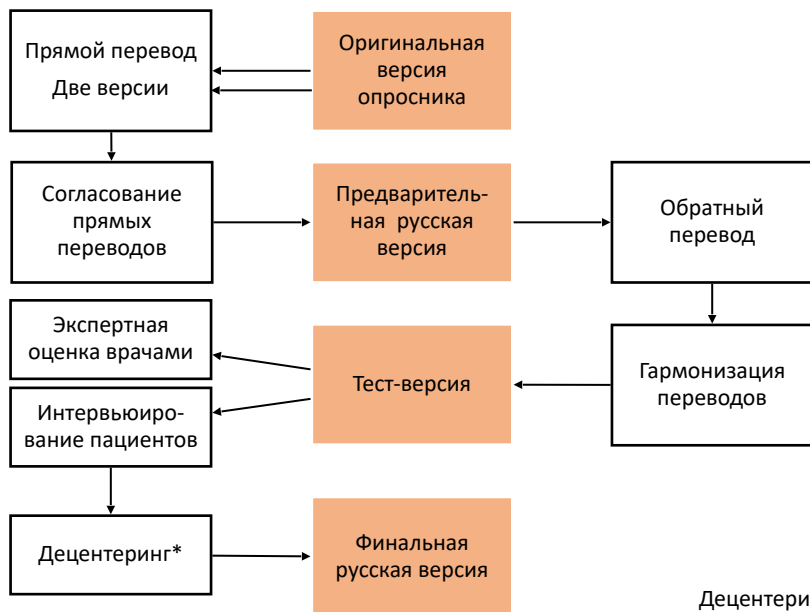 Прямой перевод
Две версии
Оригинальная
версия
опросника
Согласование
прямых
переводов
Предваритель-
ная русская
версия
Обратный
перевод
Экспертная
оценка врачами
Тест-версия
Гармонизация
переводов
Интервьюиро-
вание пациентов
Децентеринг*
Финальная
русская версия
Децентери